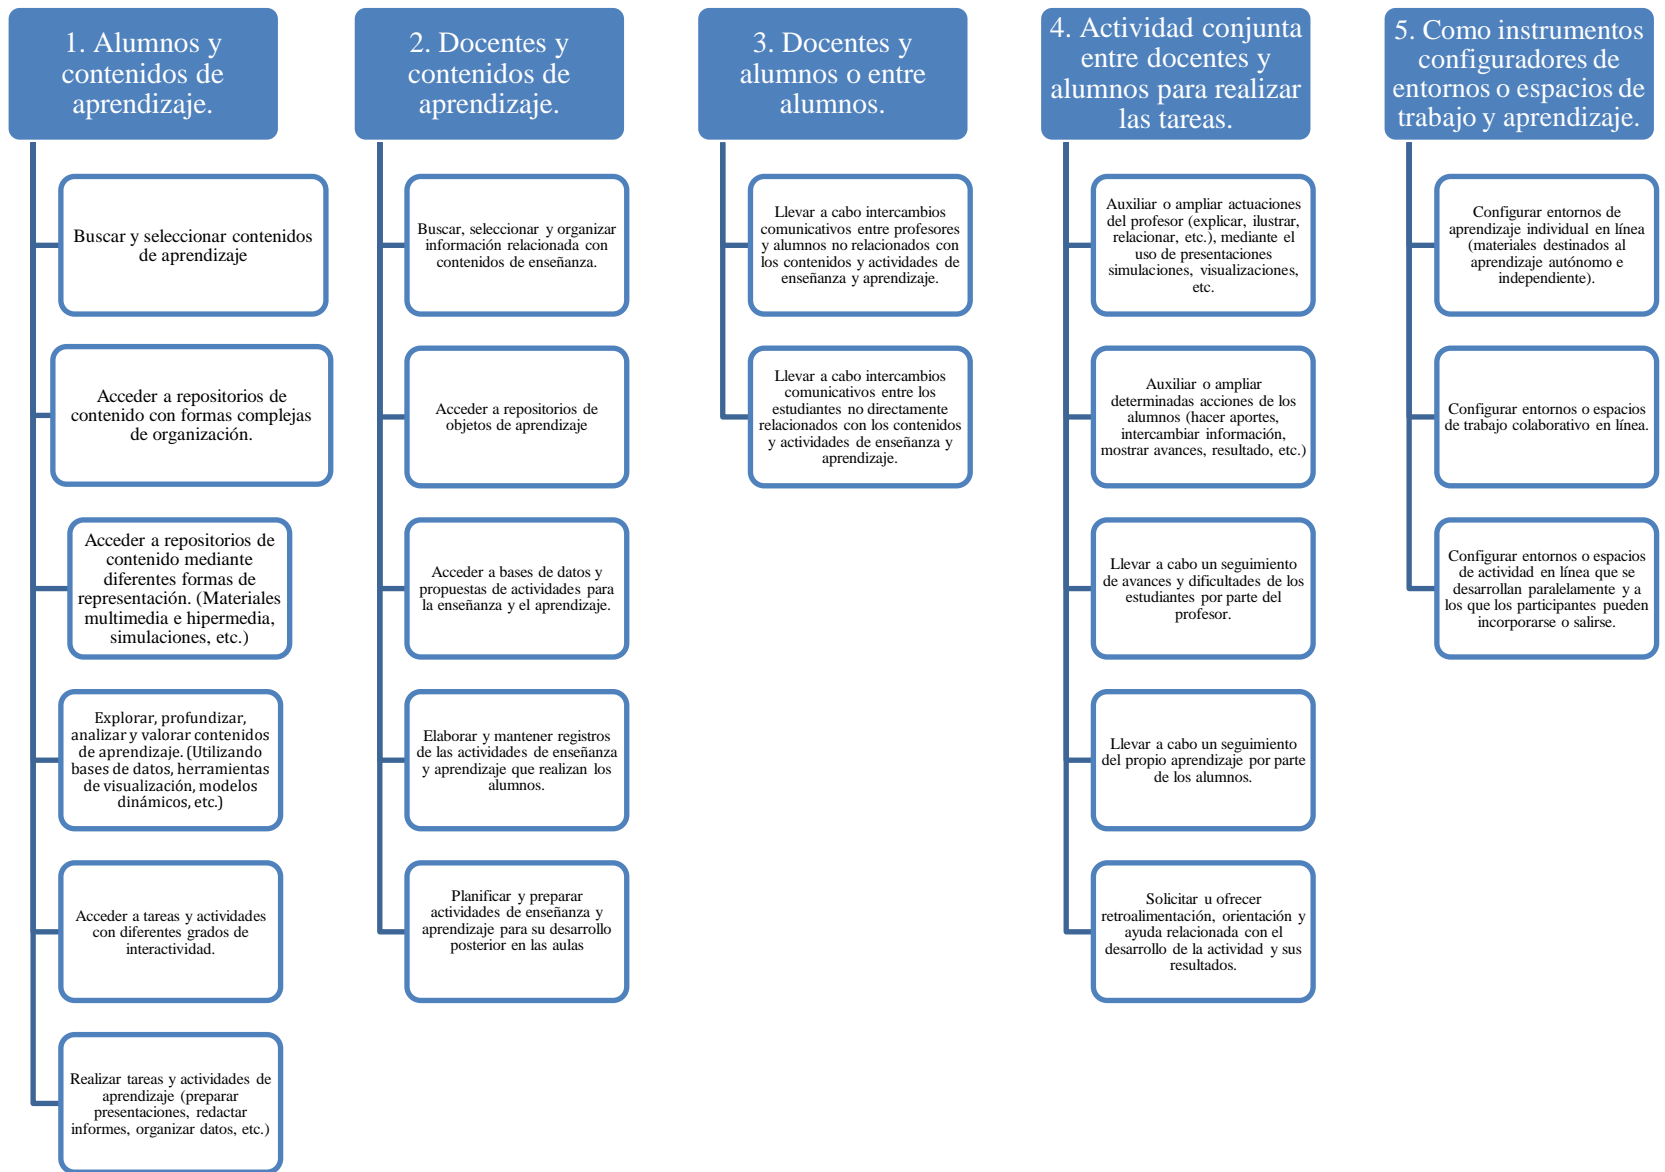 1. Alumnos y
contenidos de
aprendizaje.
Buscar y seleccionar contenidos
de aprendizaje
Acceder a repositorios de
contenido con formas complejas
de organización.
Acceder a repositorios de
contenido mediante
diferentes formas de
representación. (Materiales
multimedia e hipermedia,
simulaciones, etc.)
Explorar, profundizar,
analizar y valorar contenidos
de aprendizaje. (Utilizando
bases de datos, herramientas
de visualización, modelos
dinámicos, etc.)
Acceder a tareas y actividades
con diferentes grados de
interactividad.
Realizar tareas y actividades de
aprendizaje (preparar
presentaciones, redactar
informes, organizar datos, etc.)
2. Docentes y
contenidos de
aprendizaje.
Buscar, seleccionar y organizar
información relacionada con
contenidos de enseñanza.
Acceder a repositorios de
objetos de aprendizaje
Acceder a bases de datos y
propuestas de actividades para
la enseñanza y el aprendizaje.
Elaborar y mantener registros
de las actividades de enseñanza
y aprendizaje que realizan los
alumnos.
Planificar y preparar
actividades de enseñanza y
aprendizaje para su desarrollo
posterior en las aulas
3. Docentes y
alumnos o entre
alumnos.
Llevar a cabo intercambios
comunicativos entre profesores
y alumnos no relacionados con
los contenidos y actividades de
enseñanza y aprendizaje.
Llevar a cabo intercambios
comunicativos entre los
estudiantes no directamente
relacionados con los contenidos
y actividades de enseñanza y
aprendizaje.
4. Actividad conjunta
entre docentes y
alumnos para realizar
las tareas.
Auxiliar o ampliar actuaciones
del profesor (explicar, ilustrar,
relacionar, etc.), mediante el
uso de presentaciones
simulaciones, visualizaciones,
etc.
Auxiliar o ampliar
determinadas acciones de los
alumnos (hacer aportes,
intercambiar información,
mostrar avances, resultado, etc.)
Llevar a cabo un seguimiento
de avances y dificultades de los
estudiantes por parte del
profesor.
Llevar a cabo un seguimiento
del propio aprendizaje por parte
de los alumnos.
Solicitar u ofrecer
retroalimentación, orientación y
ayuda relacionada con el
desarrollo de la actividad y sus
resultados.
5. Como instrumentos
configuradores de
entornos o espacios de
trabajo y aprendizaje.
Configurar entornos de
aprendizaje individual en línea
(materiales destinados al
aprendizaje autónomo e
independiente).
Configurar entornos o espacios
de trabajo colaborativo en línea.
Configurar entornos o espacios
de actividad en línea que se
desarrollan paralelamente y a
los que los participantes pueden
incorporarse o salirse.